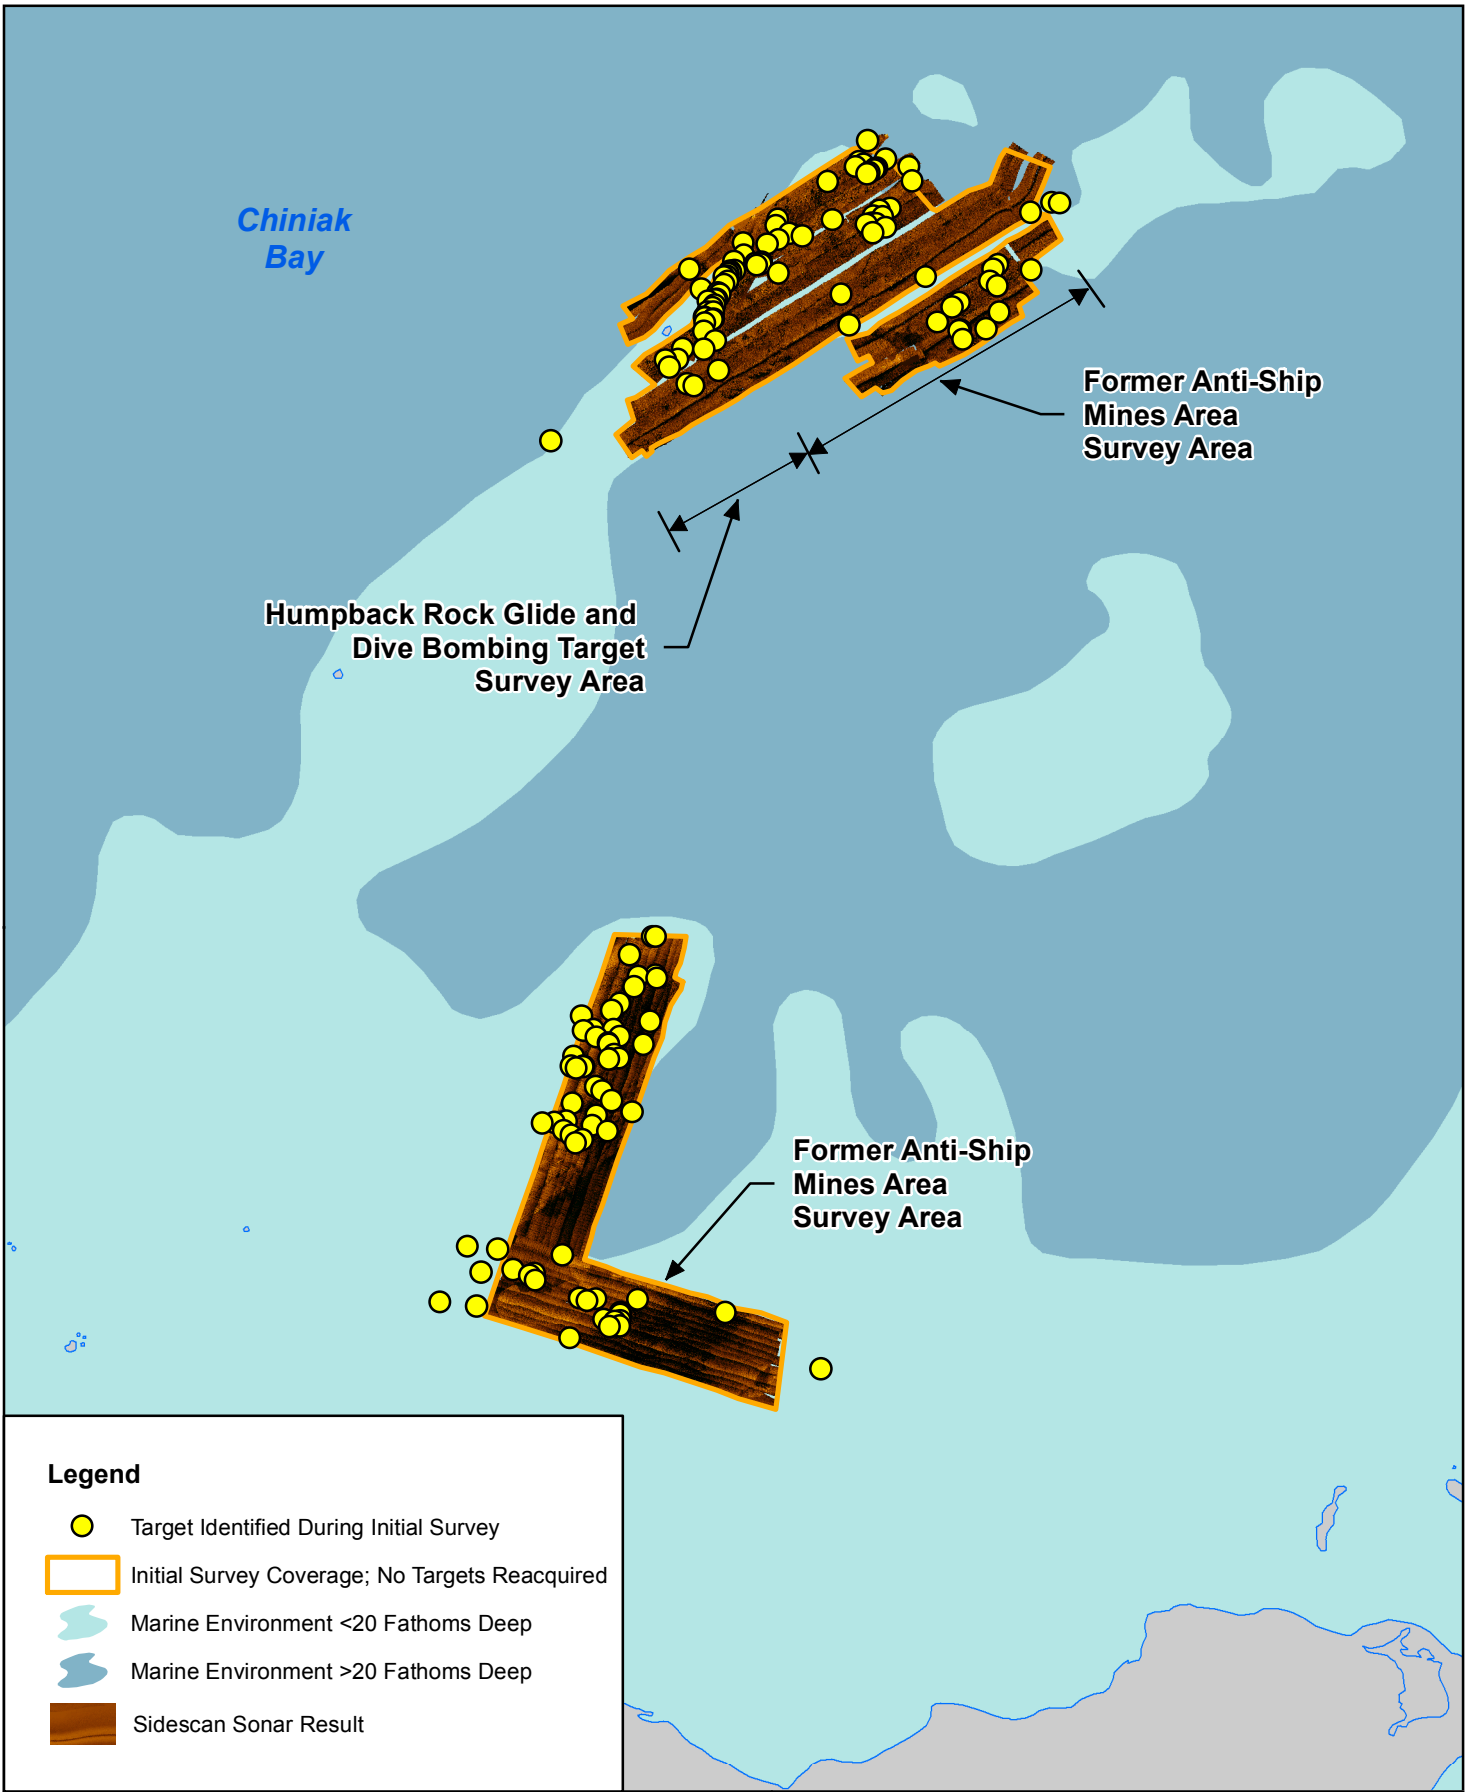 Chiniak
Bay
Former Anti-Ship
Mines Area
Survey Area
Humpback Rock Glide and
Dive Bombing Target
Survey Area
Former Anti-Ship
Mines Area
Survey Area
Legend
Target Identified During Initial Survey
Initial Survey Coverage; No Targets Reacquired
Marine Environment <20 Fathoms Deep
Marine Environment >20 Fathoms Deep
Sidescan Sonar Result